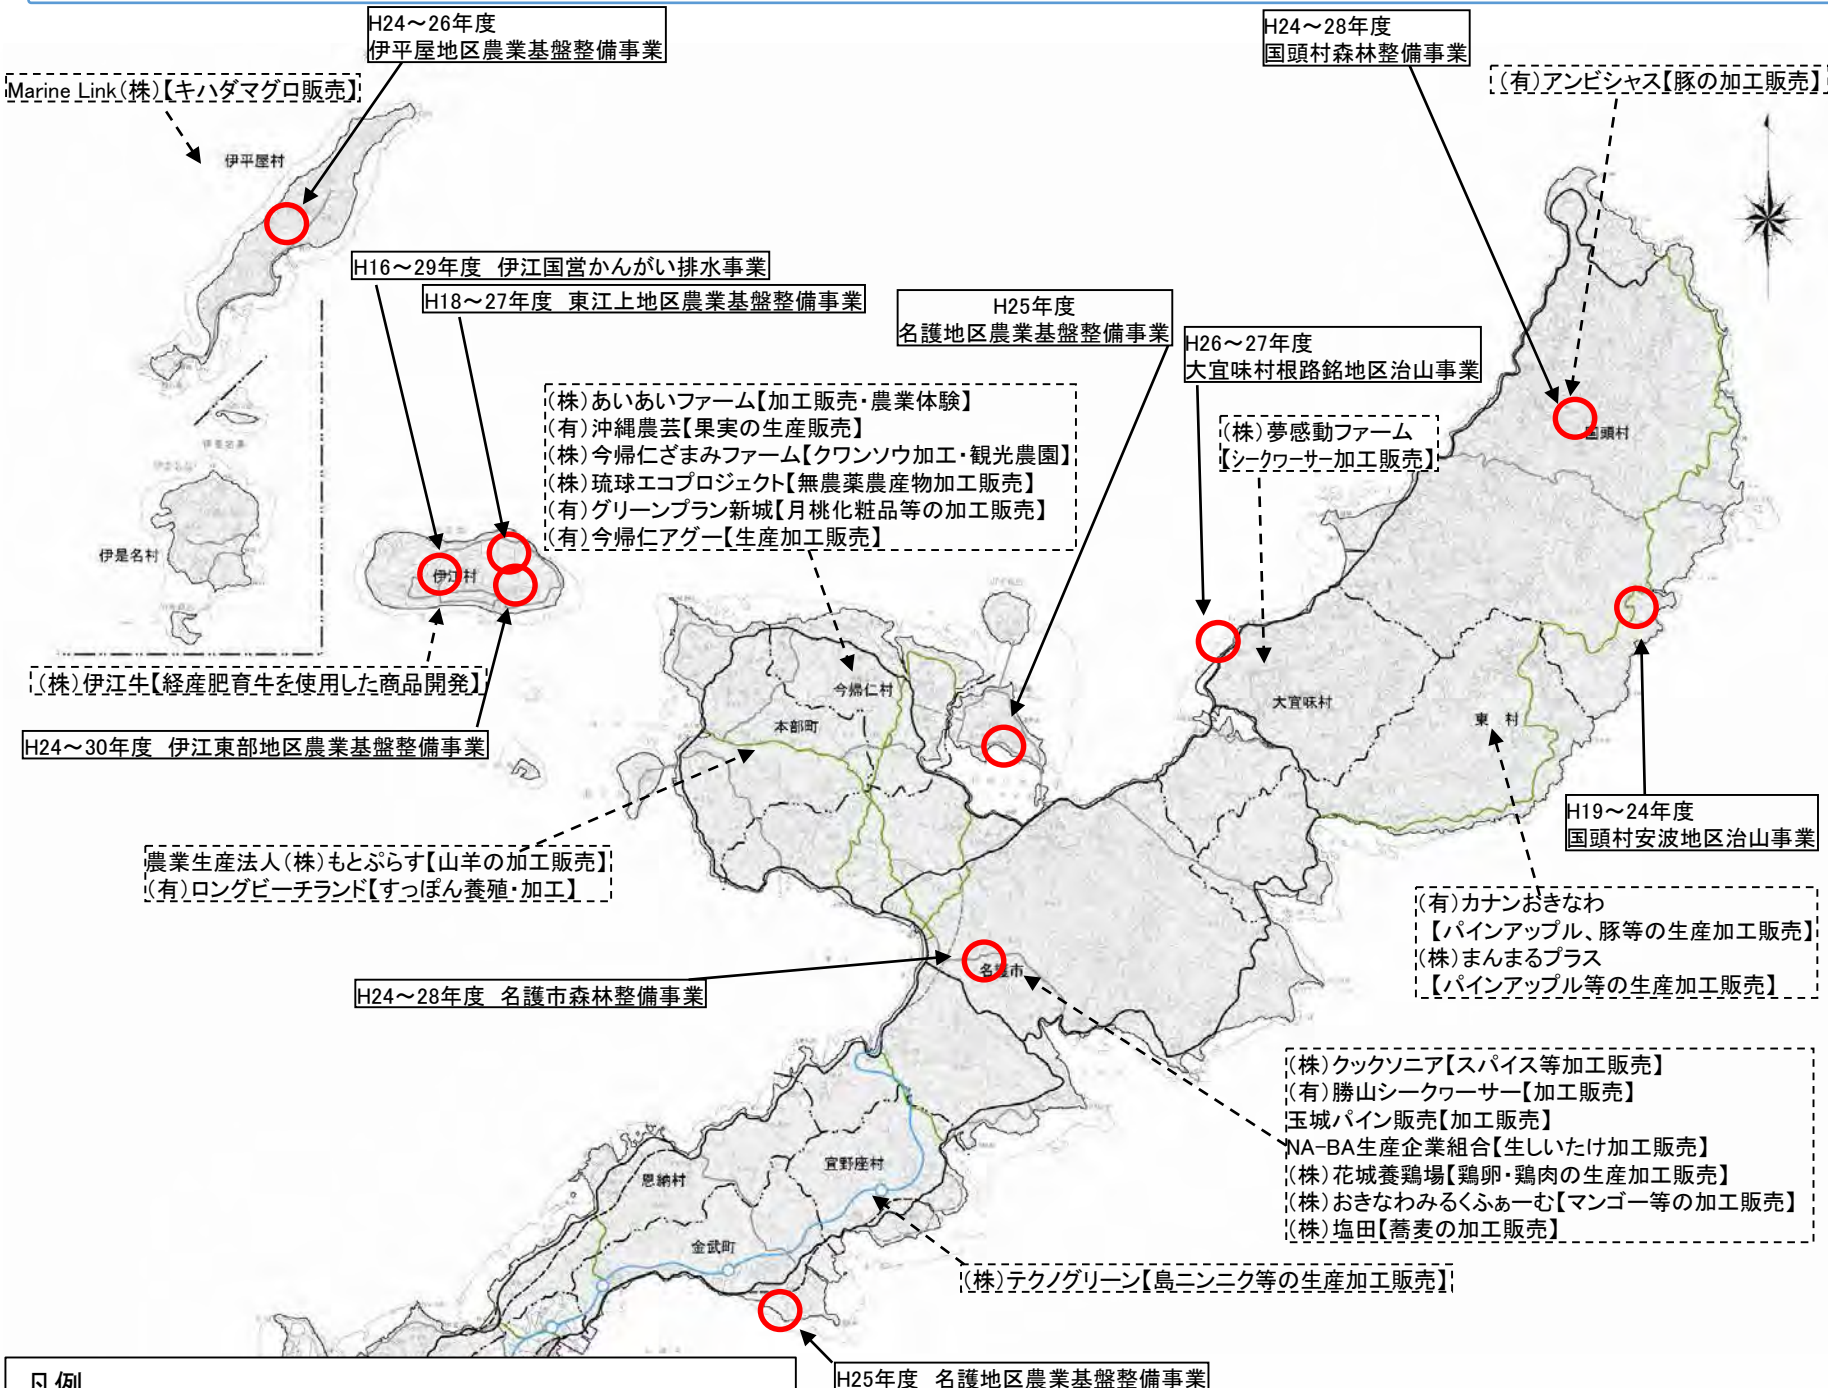 H24～26年度
伊平屋地区農業基盤整備事業
H24～28年度
国頭村森林整備事業
Marine Link(株)【キハダマグロ販売】
(有)アンビシャス【豚の加工販売】
伊平屋村
H16～29年度 伊江国営かんがい排水事業
H18～27年度 東江上地区農業基盤整備事業
H25年度
名護地区農業基盤整備事業
H26～27年度
大宜味村根路銘地区治山事業
(株)あいあいファーム【加工販売・農業体験】
(有)沖縄農芸【果実の生産販売】
(株)今帰仁ざまみファーム【クワンソウ加工・観光農園】
(株)琉球エコプロジェクト【無農薬農産物加工販売】
(有)グリーンプラン新城【月桃化粧品等の加工販売】
(有)今帰仁アグー【生産加工販売】
(株)夢感動ファーム
【シークヮーサー加工販売】
国頭村
伊是名村
伊江村
(株)伊江牛【経産肥育牛を使用した商品開発】
H24～30年度 伊江東部地区農業基盤整備事業
今帰仁村
本部町
大宜味村
東 村
農業生産法人(株)もとぷらす【山羊の加工販売】
(有)ロングビーチランド【すっぽん養殖・加工】
H19～24年度
国頭村安波地区治山事業
(有)カナンおきなわ
【パインアップル、豚等の生産加工販売】
(株)まんまるプラス
【パインアップル等の生産加工販売】
名護市
H24～28年度 名護市森林整備事業
(株)クックソニア【スパイス等加工販売】
(有)勝山シークヮーサー【加工販売】
玉城パイン販売【加工販売】
NA-BA生産企業組合【生しいたけ加工販売】
(株)花城養鶏場【鶏卵・鶏肉の生産加工販売】
(株)おきなわみるくふぁーむ【マンゴー等の加工販売】
(株)塩田【蕎麦の加工販売】
宜野座村
恩納村
金武町
(株)テクノグリーン【島ニンニク等の生産加工販売】
H25年度 名護地区農業基盤整備事業
凡例